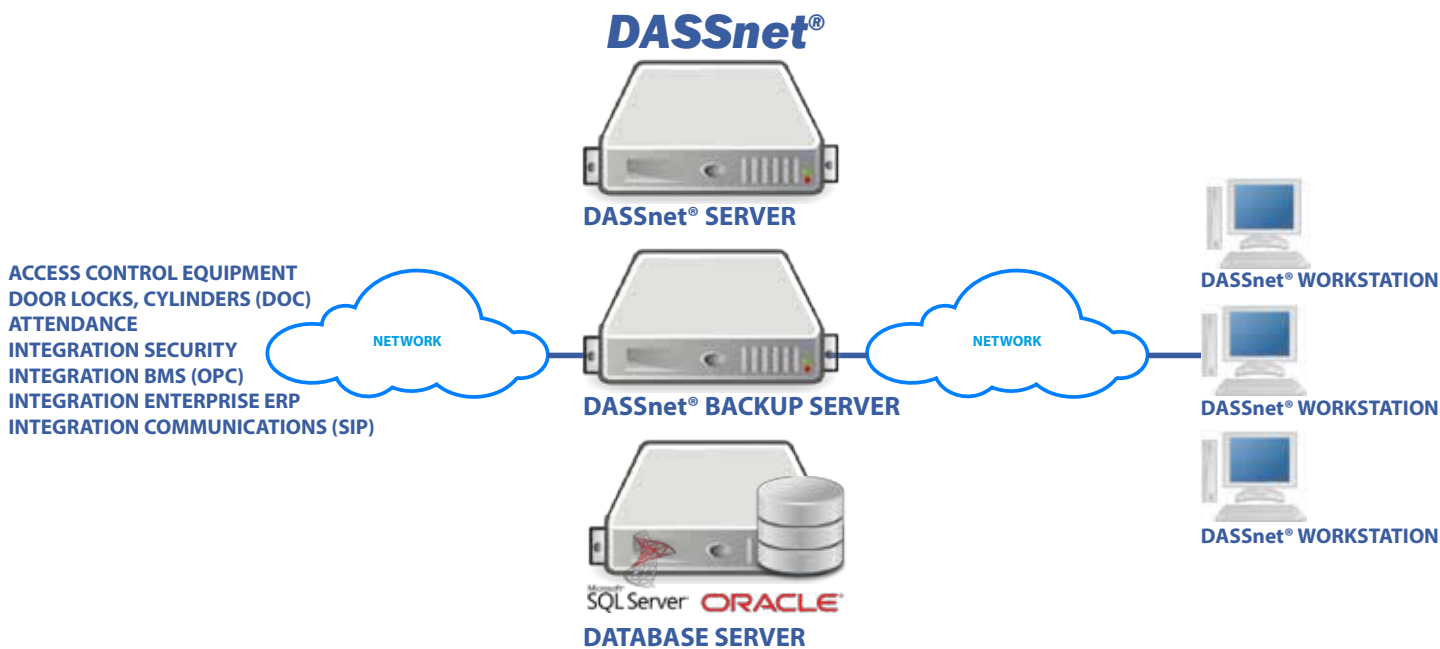 DASSnet®
DASSnet® SERVER
ACCESS CONTROL EQUIPMENT
DOOR LOCKS, CYLINDERS (DOC)
ATTENDANCE
INTEGRATION SECURITY
INTEGRATION BMS (OPC)
INTEGRATION ENTERPRISE ERP
INTEGRATION COMMUNICATIONS (SIP)
NETWORK
DASSnet® BACKUP SERVER
NETWORK
DASSnet® WORKSTATION
DASSnet® WORKSTATION
DASSnet® WORKSTATION
Microsoft®
SQL Server®
ORACLE®
DATABASE SERVER